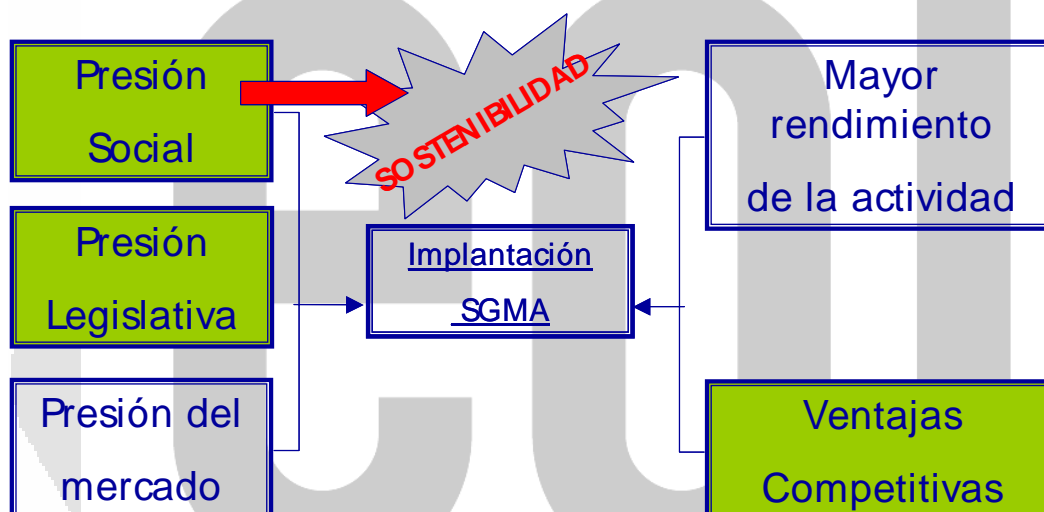 Presión
Social
SOSTENIBILIDAD
Mayor
rendimiento
de la actividad
Presión
Legislativa
Implantación
SGMA
Presión del
mercado
Ventajas
Competitivas